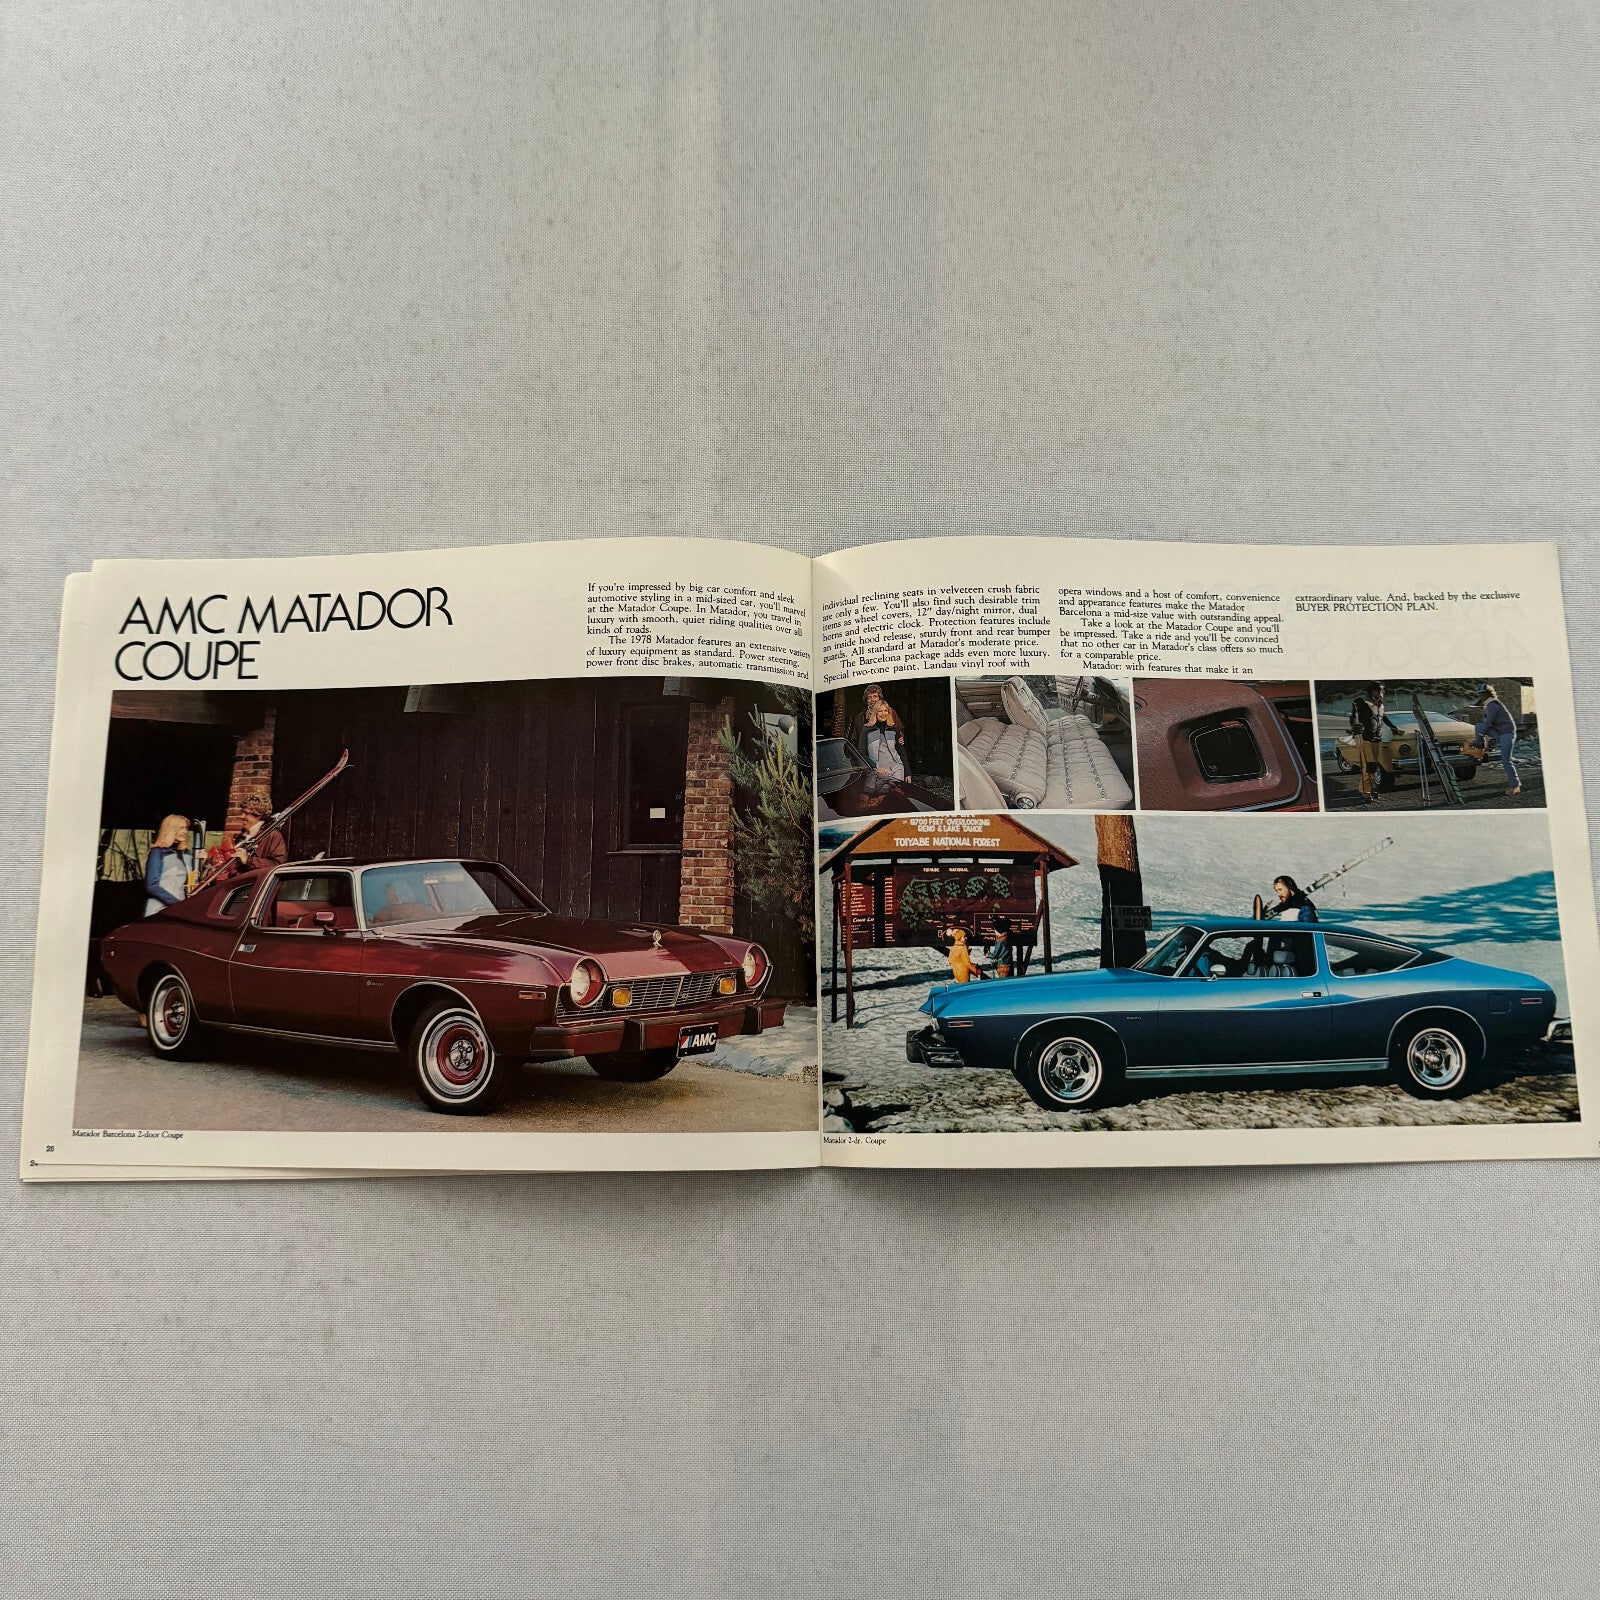 AMC MATADOR
COUPE
If you're impressed by big car comfort and sleek
automotive styling in a mid-sized car, you'll marvel
at the Matador Coupe. In Matador, you travel in
luxury with smooth, quiet riding qualities over all
kinds of roads.
The 1978 Matador features an extensive variety
of luxury equipment as standard. Power steering,
power front disc brakes, automatic transmission and
individual reclining seats in velveteen crush fabric
are only a few. You'll also find such desirable trim
items as wheel covers, 12" day/night mirror, dual
horns and electric clock. Protection features include
an inside hood release, sturdy front and rear bumper
guards. All standard at Matador's moderate price.
The Barcelona package adds even more luxury.
Special two-tone paint, Landau vinyl roof with
opera windows and a host of comfort, convenience
and appearance features make the Matador
Barcelona a mid-size value with outstanding appeal.
Take a look at the Matador Coupe and you'll
be impressed. Take a ride and you'll be convinced
that no other car in Matador's class offers so much
for a comparable price.
Matador: with features that make it an
extraordinary value. And, backed by the exclusive
BUYER PROTECTION PLAN.
9700 FEET OVERLOOKING
RENO & LAKE TAHOE
TOIYABE NATIONAL FOREST
TOIYABE NATIONAL FOREST
AMC
Matador Barcelona 2-door Coupe
Matador 2-dr. Coupe
26